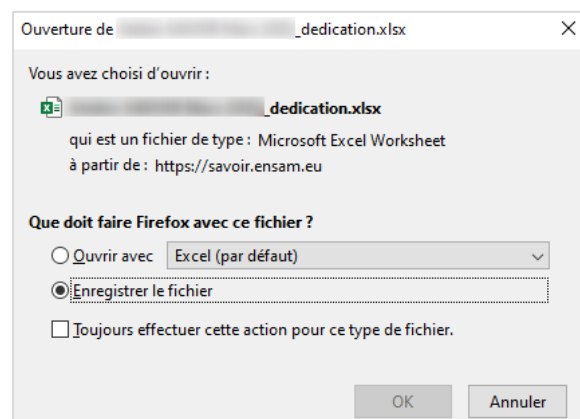 Ouverture de _dedication.xlsx
Vous avez choisi d'ouvrir :
_dedication.xlsx
qui est un fichier de type : Microsoft Excel Worksheet
à partir de : https://savoir.ensam.eu
Que doit faire Firefox avec ce fichier ?
Ouvrir avec Excel (par défaut)
Enregistrer le fichier
Toujours effectuer cette action pour ce type de fichier.
OK Annuler